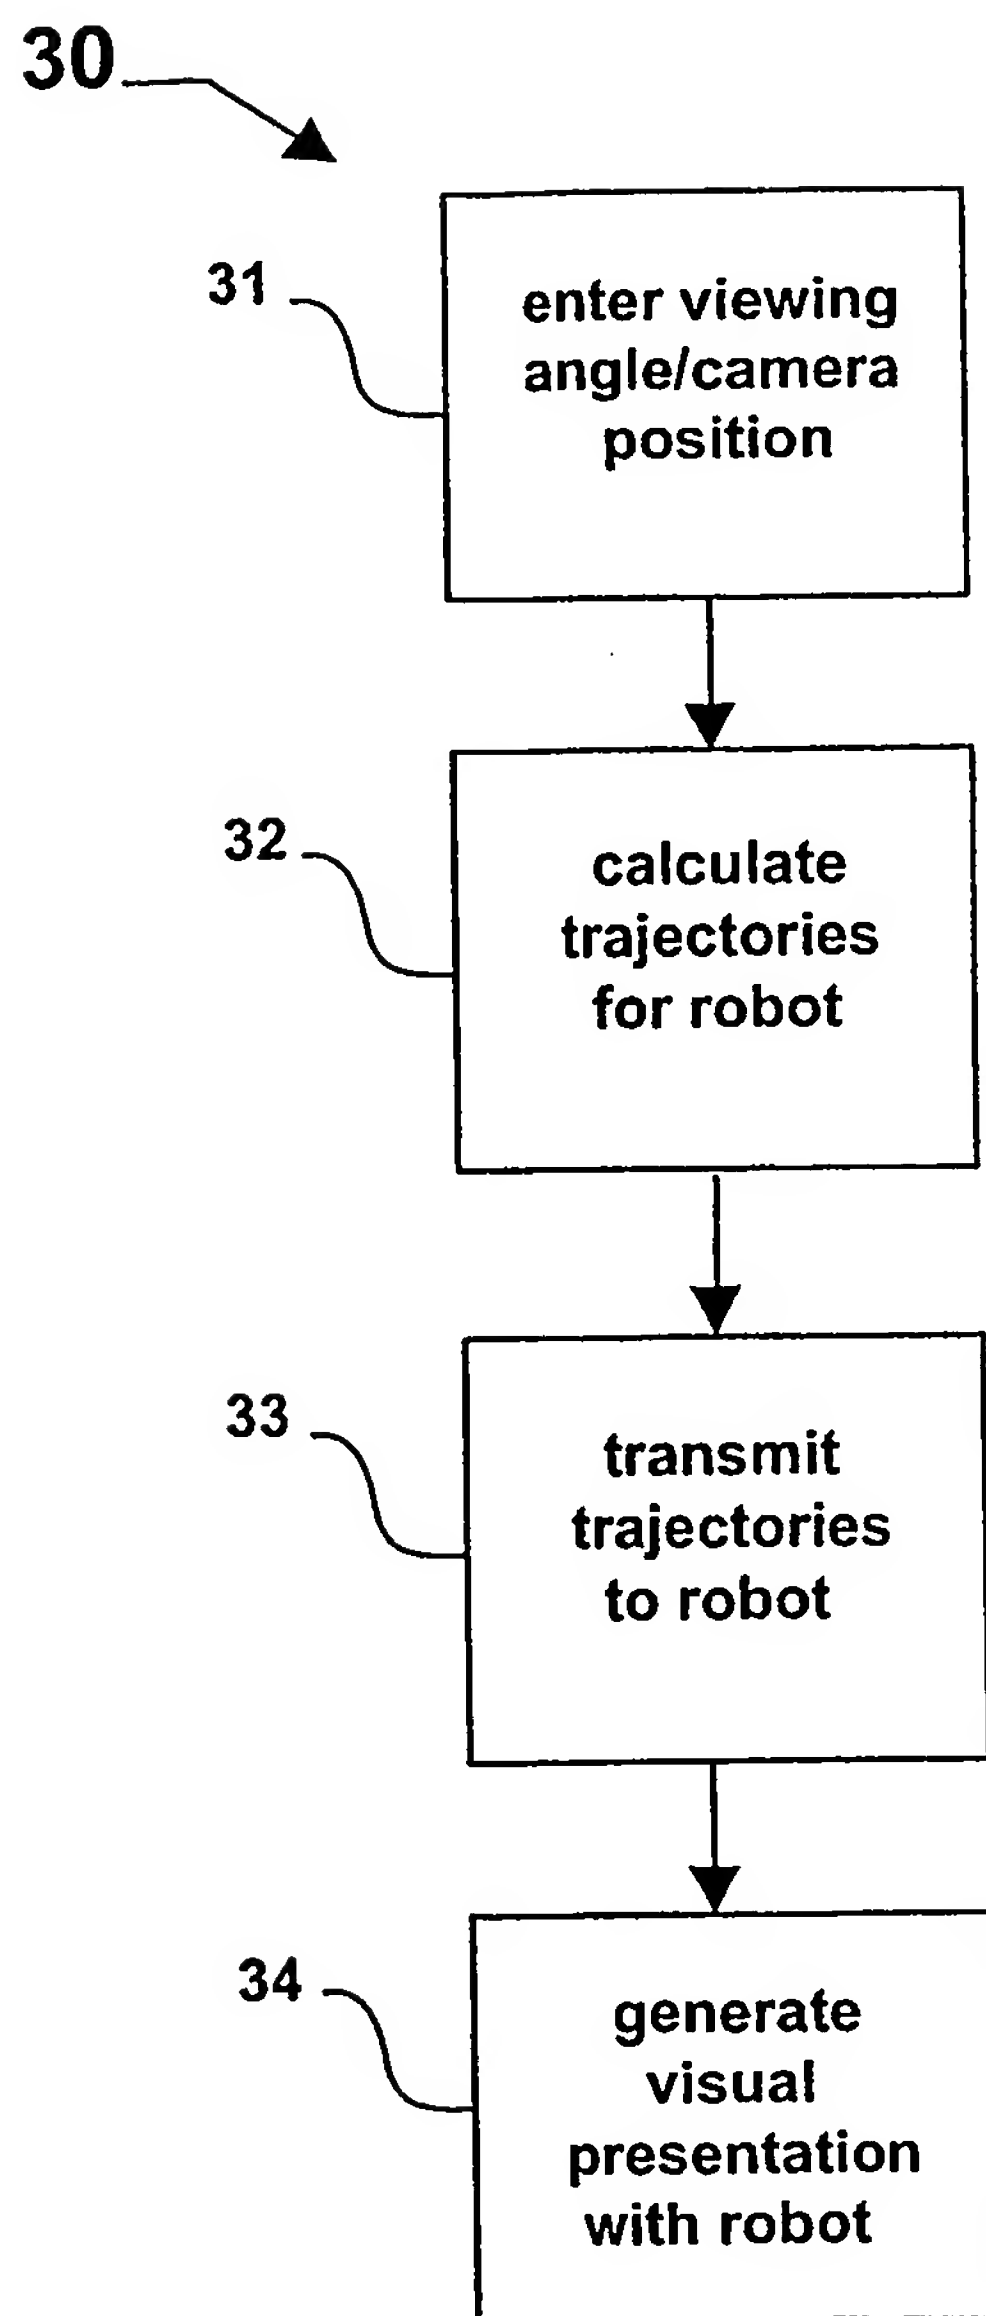 30
31
enter viewing
angle/camera
position
32
calculate
trajectories
for robot
33
transmit
trajectories
to robot
34
generate
visual
presentation
with robot